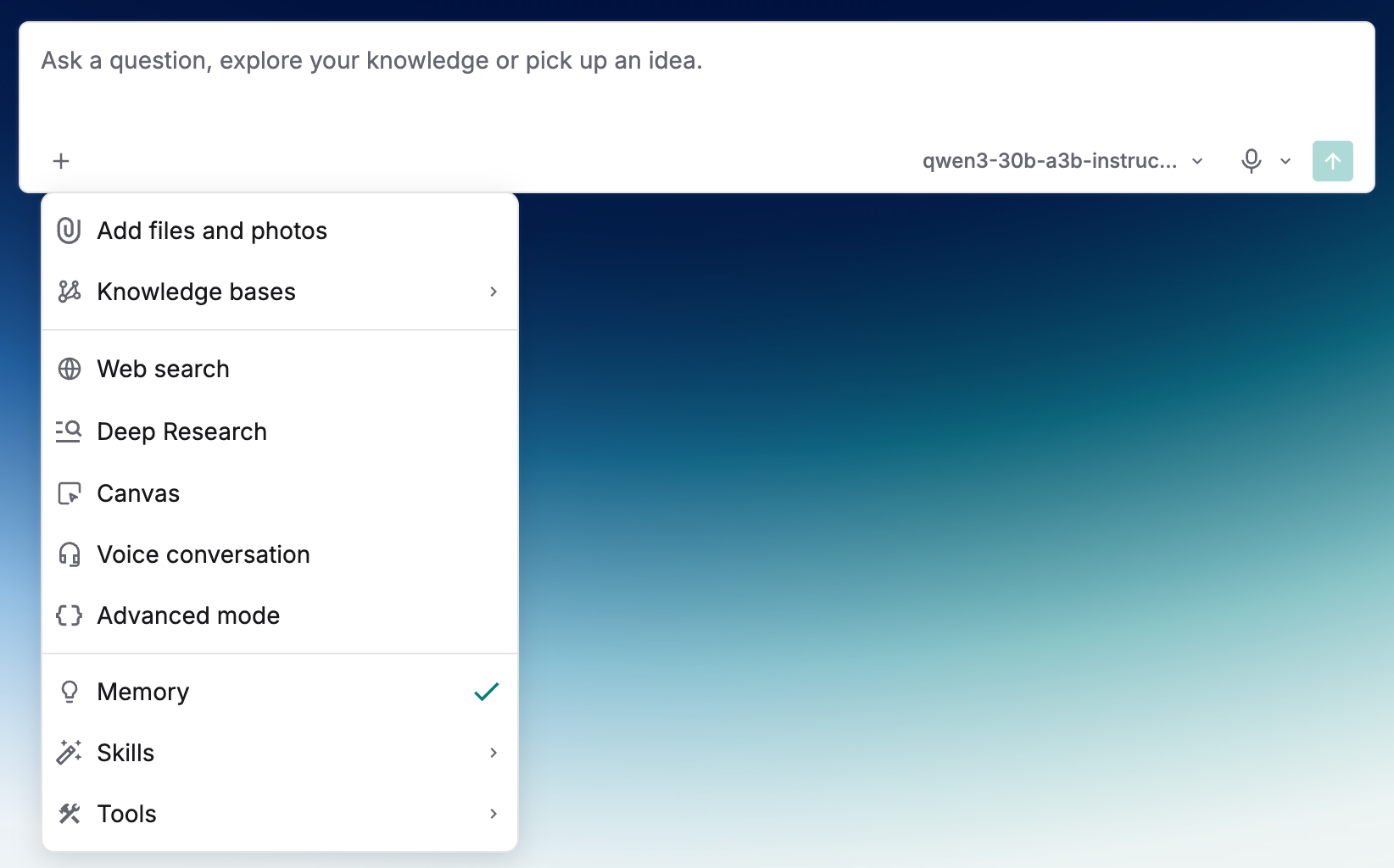 Ask a question, explore your knowledge or pick up an idea.
qwen3-30b-a3b-instruc...
Add files and photos
Knowledge bases
Web search
Deep Research
Canvas
Voice conversation
Advanced mode
Memory
Skills
Tools